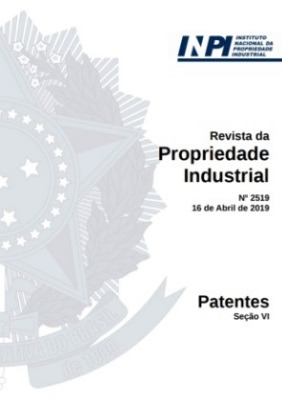 INPI
INSTITUTO
NACIONAL DA
PROPRIEDADE
INDUSTRIAL
Revista da
Propriedade
Industrial
Nº 2519
16 de Abril de 2019
Patentes
Seção VI